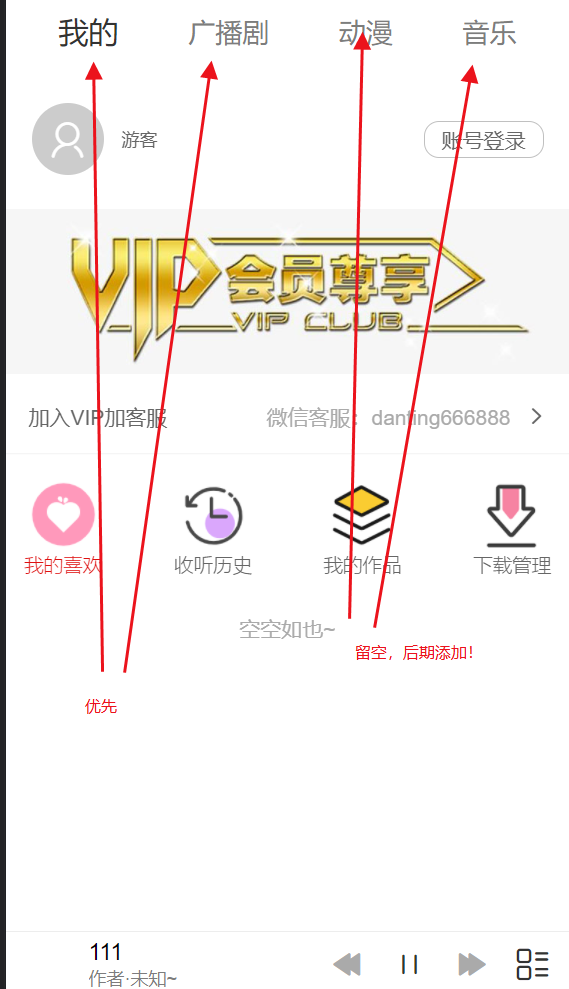 我的 广播剧 动漫 音乐
游客 账号登录
VIP会员尊享
VIP CLUB
加入VIP加客服 微信客服：danting666888
我的喜欢 收听历史 我的作品 下载管理
空空如也~
留空，后期添加！
优先
111
作者·未知~